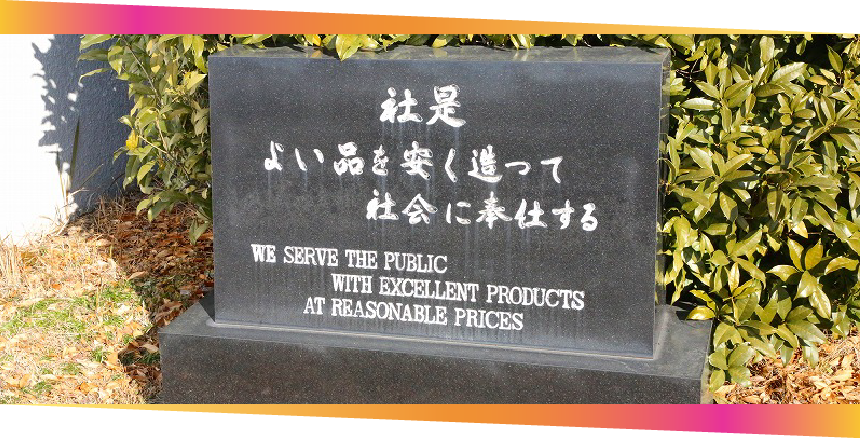 社是
よい品を安く造って
社会に奉仕する
WE SERVE THE PUBLIC
WITH EXCELLENT PRODUCTS
AT REASONABLE PRICES